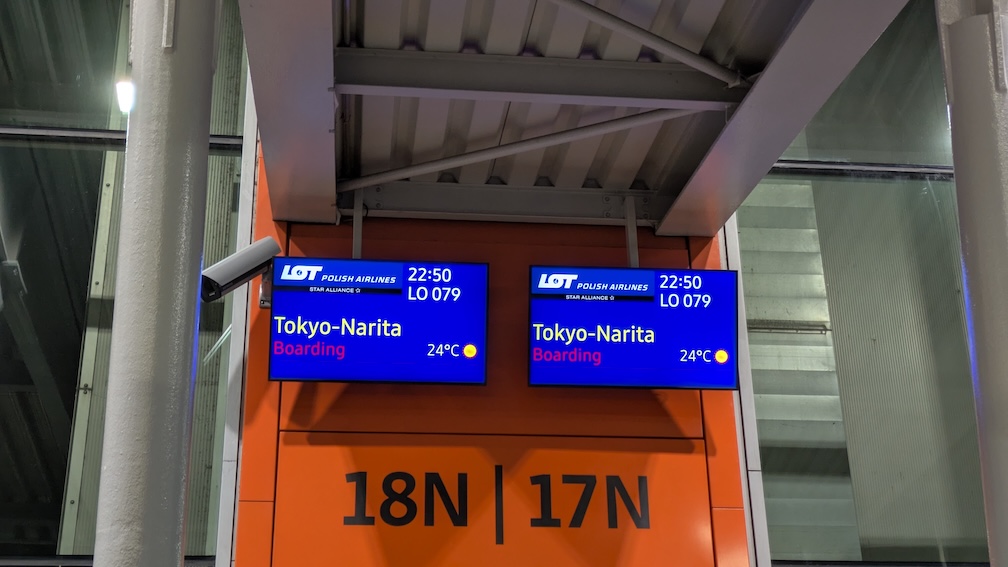 LOT POLISH AIRLINES 22:50
STAR ALLIANCE LO 079
Tokyo-Narita
Boarding 24°C
LOT POLISH AIRLINES 22:50
STAR ALLIANCE LO 079
Tokyo-Narita
Boarding 24°C
18N | 17N